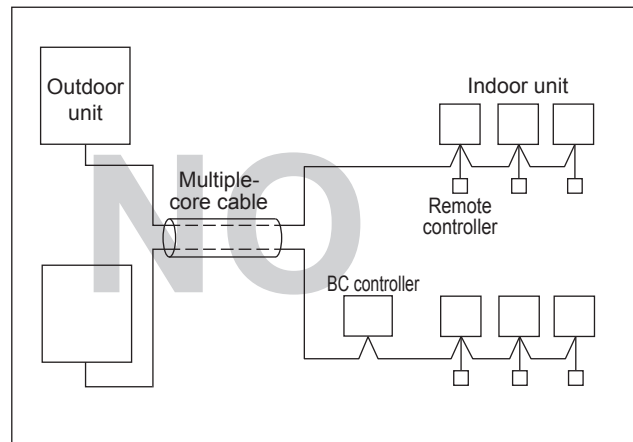 Outdoor
unit
Indoor unit
NO
Multiple-
core cable
Remote
controller
BC controller